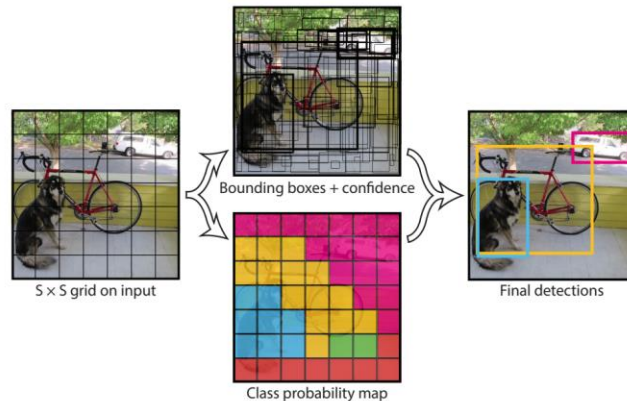 Bounding boxes + confidence
S × S grid on input
Final detections
Class probability map